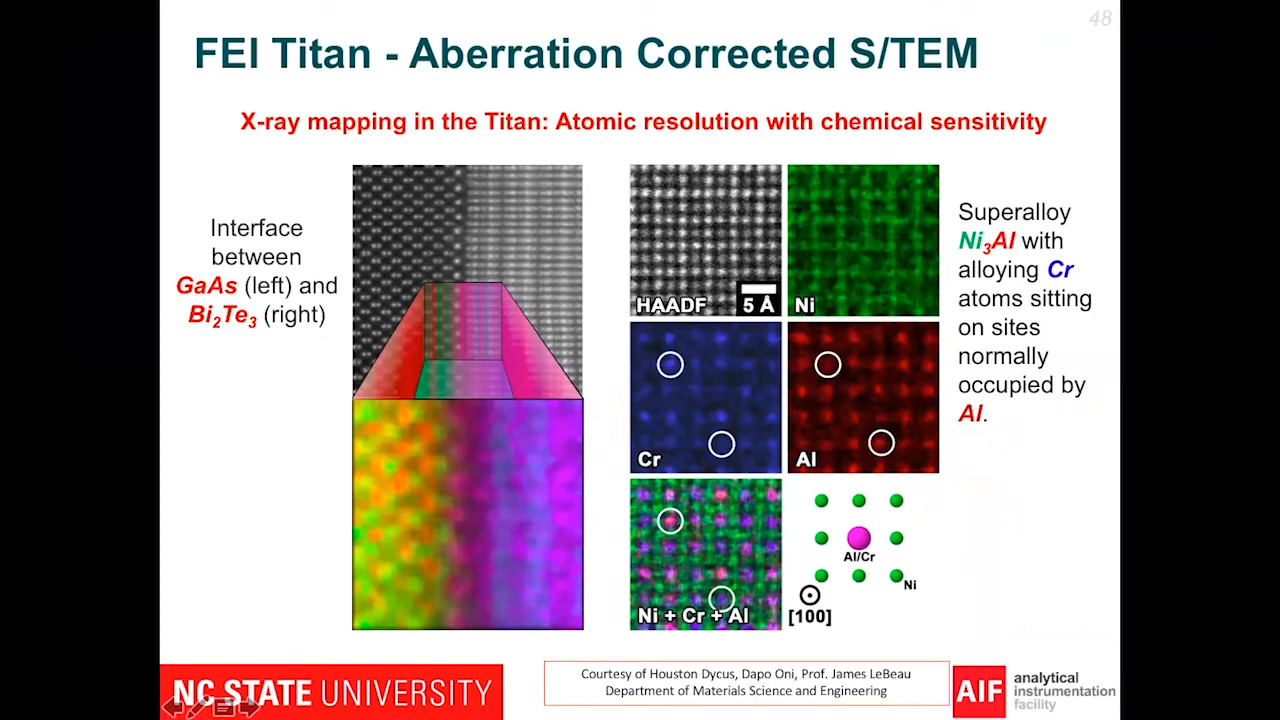 48
FEI Titan - Aberration Corrected S/TEM
X-ray mapping in the Titan: Atomic resolution with chemical sensitivity
Interface
between
GaAs (left) and
Bi2Te3 (right)
HAADF
5 Å
Ni
Cr
Al
Ni + Cr + Al
Al/Cr
Ni
[100]
Superalloy
Ni3Al with
alloying Cr
atoms sitting
on sites
normally
occupied by
Al.
NC STATE UNIVERSITY
Courtesy of Houston Dycus, Dapo Oni, Prof. James LeBeau
Department of Materials Science and Engineering
AIF
analytical
instrumentation
facility